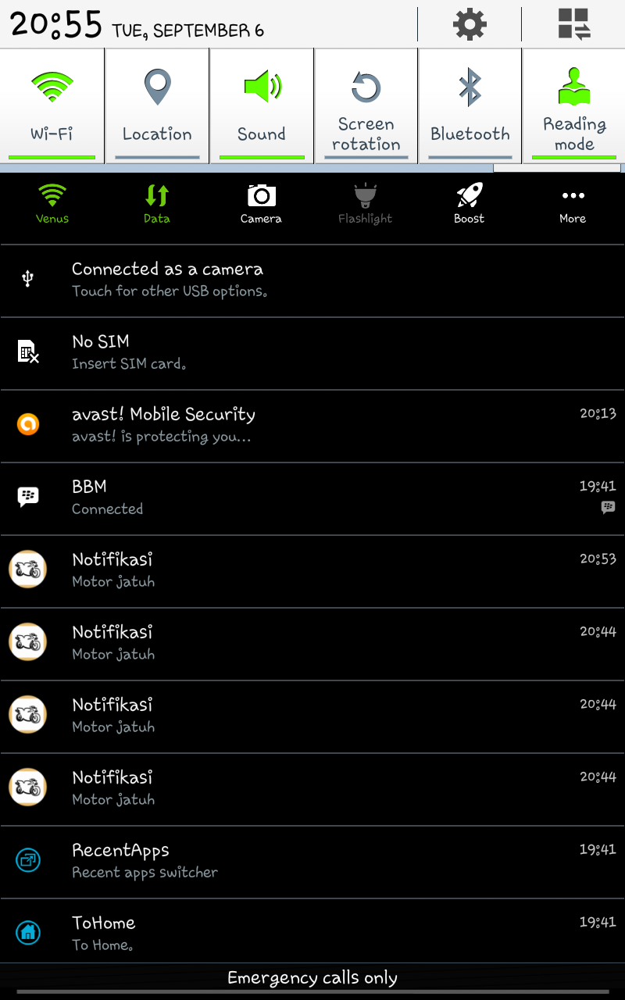 20:55 TUE, SEPTEMBER 6
Wi-Fi
Location
Sound
Screen
rotation
Bluetooth
Reading
mode
Venus
Data
Camera
Flashlight
Boost
More
Connected as a camera
Touch for other USB options.
No SIM
Insert SIM card.
avast! Mobile Security 20:13
avast! is protecting you...
BBM 19:41
Connected
Notifikasi 20:53
Motor jatuh
Notifikasi 20:44
Motor jatuh
Notifikasi 20:44
Motor jatuh
Notifikasi 20:44
Motor jatuh
RecentApps 19:41
Recent apps switcher
ToHome 19:41
To Home.
Emergency calls only